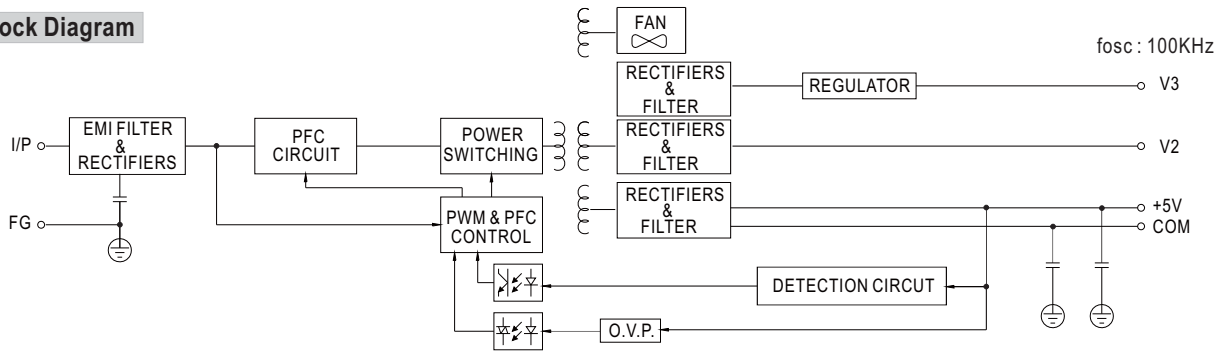 ock Diagram
FAN
fosc : 100KHz
RECTIFIERS
&
FILTER
REGULATOR
V3
I/P
EMI FILTER
&
RECTIFIERS
PFC
CIRCUIT
POWER
SWITCHING
RECTIFIERS
&
FILTER
V2
FG
PWM & PFC
CONTROL
RECTIFIERS
&
FILTER
+5V
COM
DETECTION CIRCUT
O.V.P.